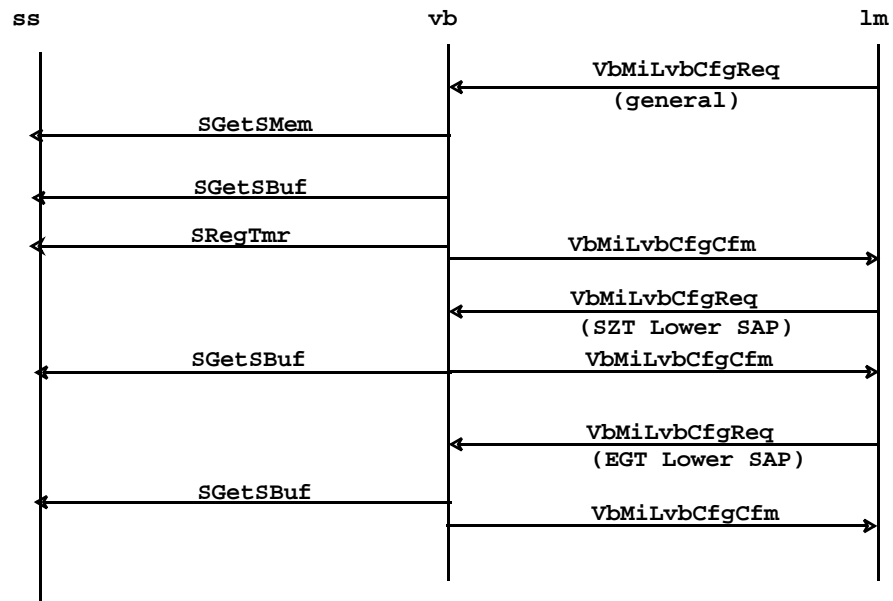 ss vb lm
VbMiLvbCfgReq
(general)
SGetSMem
SGetSBuf
SRegTmr
VbMiLvbCfgCfm
VbMiLvbCfgReq
(SZT Lower SAP)
SGetSBuf VbMiLvbCfgCfm
VbMiLvbCfgReq
(EGT Lower SAP)
SGetSBuf
VbMiLvbCfgCfm